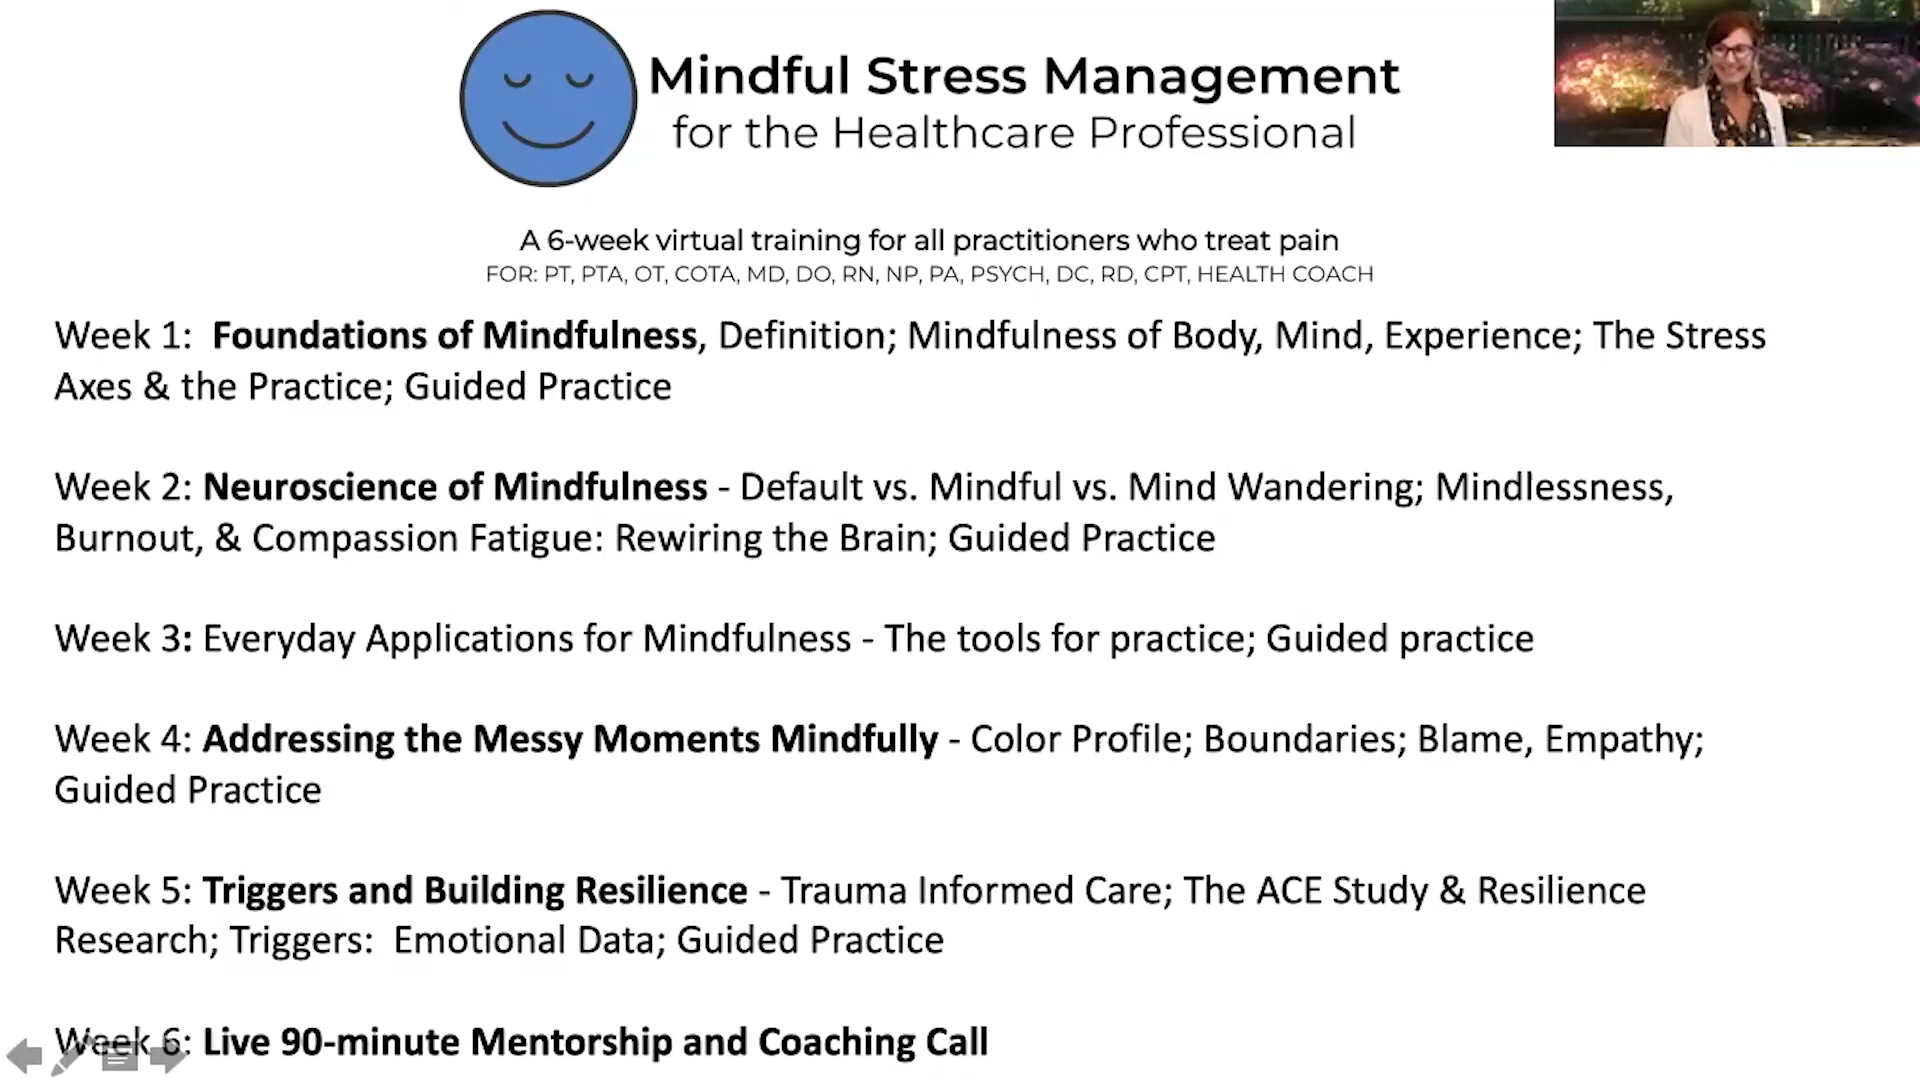 Mindful Stress Management
for the Healthcare Professional
A 6-week virtual training for all practitioners who treat pain
FOR: PT, PTA, OT, COTA, MD, DO, RN, NP, PA, PSYCH, DC, RD, CPT, HEALTH COACH
Week 1:  Foundations of Mindfulness, Definition; Mindfulness of Body, Mind, Experience; The Stress
Axes & the Practice; Guided Practice
Week 2: Neuroscience of Mindfulness - Default vs. Mindful vs. Mind Wandering; Mindlessness,
Burnout, & Compassion Fatigue: Rewiring the Brain; Guided Practice
Week 3: Everyday Applications for Mindfulness - The tools for practice; Guided practice
Week 4: Addressing the Messy Moments Mindfully - Color Profile; Boundaries; Blame, Empathy;
Guided Practice
Week 5: Triggers and Building Resilience - Trauma Informed Care; The ACE Study & Resilience
Research; Triggers:  Emotional Data; Guided Practice
Week 6: Live 90-minute Mentorship and Coaching Call